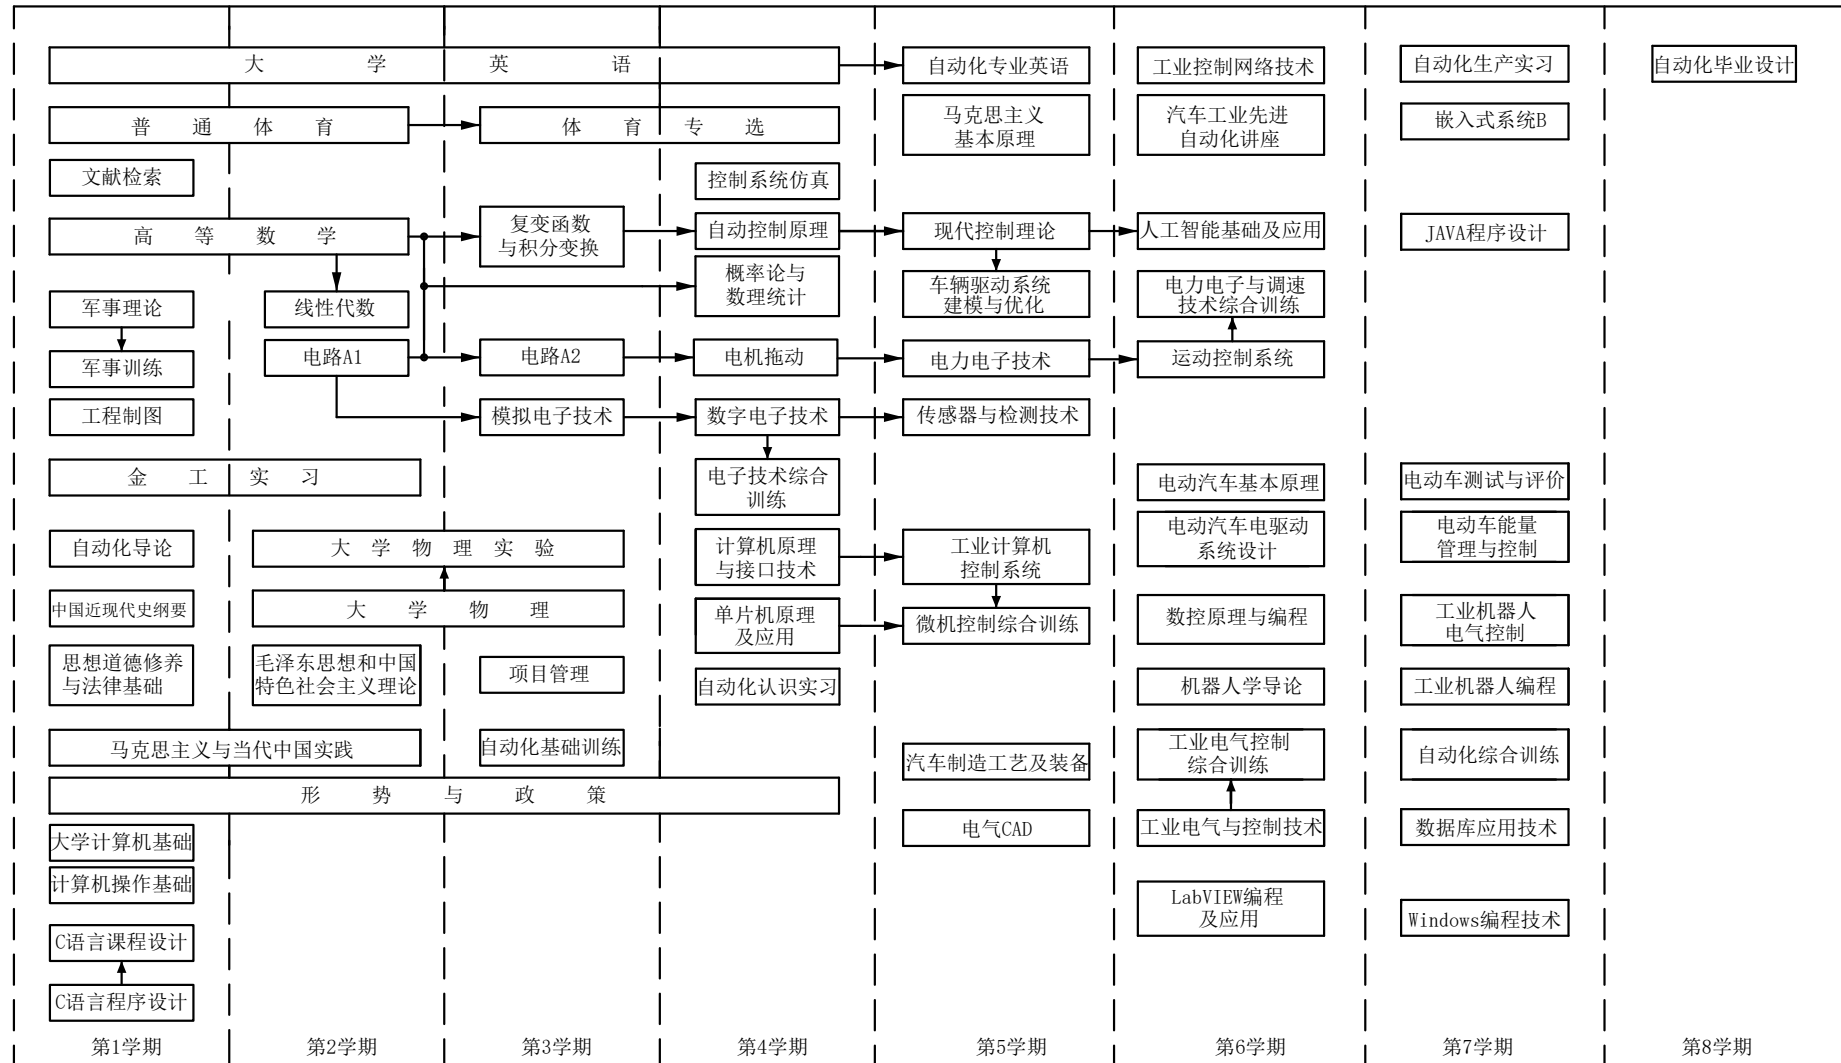 大学英语
自动化专业英语
工业控制网络技术
自动化生产实习
自动化毕业设计
普通体育
体育专选
马克思主义
基本原理
汽车工业先进
自动化讲座
嵌入式系统B
文献检索
控制系统仿真
高等数学
复变函数
与积分变换
自动控制原理
现代控制理论
人工智能基础及应用
JAVA程序设计
概率论与
数理统计
车辆驱动系统
建模与优化
电力电子与调速
技术综合训练
军事理论
线性代数
军事训练
电路A1
电路A2
电机拖动
电力电子技术
运动控制系统
工程制图
模拟电子技术
数字电子技术
传感器与检测技术
金工实习
电子技术综合
训练
电动汽车基本原理
电动车测试与评价
自动化导论
大学物理实验
计算机原理
与接口技术
工业计算机
控制系统
电动汽车电驱动
系统设计
电动车能量
管理与控制
中国近现代史纲要
大学物理
单片机原理
及应用
微机控制综合训练
数控原理与编程
工业机器人
电气控制
思想道德修养
与法律基础
毛泽东思想和中国
特色社会主义理论
项目管理
自动化认识实习
机器人学导论
工业机器人编程
马克思主义与当代中国实践
自动化基础训练
汽车制造工艺及装备
工业电气控制
综合训练
自动化综合训练
形势与政策
大学计算机基础
电气CAD
工业电气与控制技术
数据库应用技术
计算机操作基础
LabVIEW编程
及应用
Windows编程技术
C语言课程设计
C语言程序设计
第1学期
第2学期
第3学期
第4学期
第5学期
第6学期
第7学期
第8学期